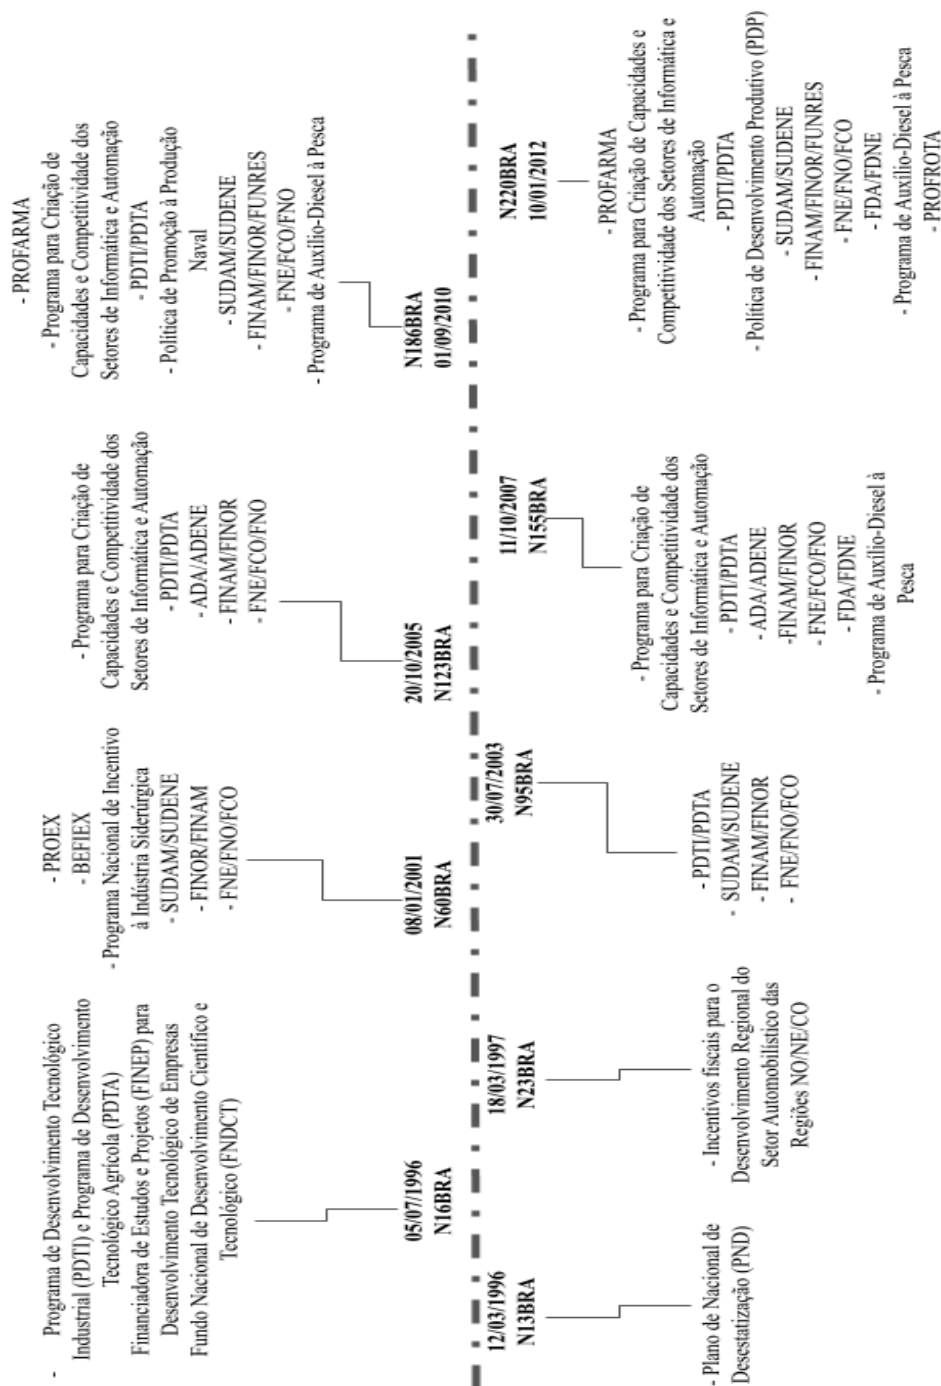 - Programa de Desenvolvimento Tecnológico
Industrial (PDTI) e Programa de Desenvolvimento
Tecnológico Agrícola (PDTA)
Financiadora de Estudos e Projetos (FINEP) para
Desenvolvimento Tecnológico de Empresas
Fundo Nacional de Desenvolvimento Científico e
Tecnológico (FNDCT)
05/07/1996
N16BRA
- PROEX
- BEFIEX
- Programa Nacional de Incentivo
à Indústria Siderúrgica
- SUDAM/SUDENE
- FINOR/FINAM
- FNE/FNO/FCO
08/01/2001
N60BRA
- Programa para Criação de
Capacidades e Competitividade dos
Setores de Informática e Automação
- PDTI/PDTA
- ADA/ADENE
- FINAM/FINOR
- FNE/FCO/FNO
20/10/2005
N123BRA
- PROFARMA
- Programa para Criação de
Capacidades e Competitividade dos
Setores de Informática e Automação
- PDTI/PDTA
- Política de Promoção à Produção
Naval
- SUDAM/SUDENE
- FINAM/FINOR/FUNRES
- FNE/FCO/FNO
- Programa de Auxílio-Diesel à Pesca
N186BRA
01/09/2010
12/03/1996
N13BRA
- Plano de Nacional de
Desestatização (PND)
18/03/1997
N23BRA
- Incentivos fiscais para o
Desenvolvimento Regional do
Setor Automobilístico das
Regiões NO/NE/CO
30/07/2003
N95BRA
- PDTI/PDTA
- SUDAM/SUDENE
- FINAM/FINOR
- FNE/FNO/FCO
11/10/2007
N155BRA
- Programa para Criação de
Capacidades e Competitividade dos
Setores de Informática e Automação
- PDTI/PDTA
- ADA/ADENE
-FINAM/FINOR
- FNE/FCO/FNO
- FDA/FDNE
- Programa de Auxílio-Diesel à
Pesca
N220BRA
10/01/2012
- PROFARMA
- Programa para Criação de Capacidades e
Competitividade dos Setores de Informática e
Automação
- PDTI/PDTA
- Política de Desenvolvimento Produtivo (PDP)
- SUDAM/SUDENE
- FINAM/FINOR/FUNRES
- FNE/FNO/FCO
- FDA/FDNE
- Programa de Auxílio-Diesel à Pesca
- PROFROTA